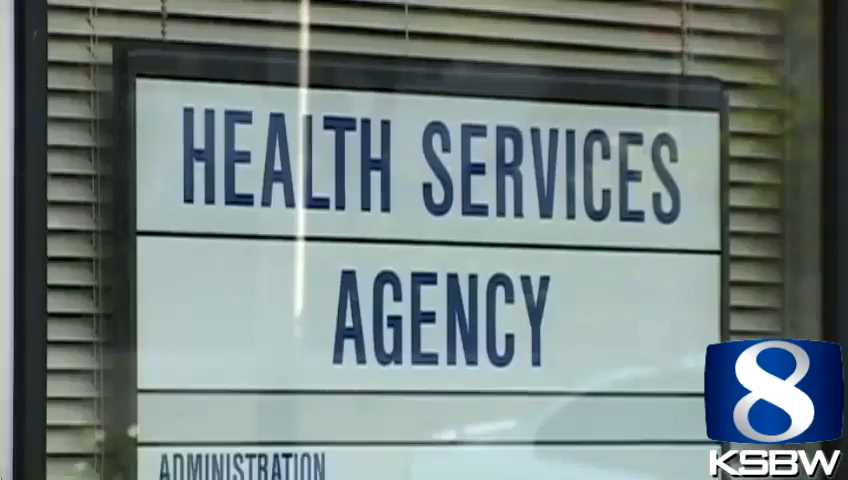 HEALTH SERVICES
AGENCY
ADMINISTRATION
8
KSBW